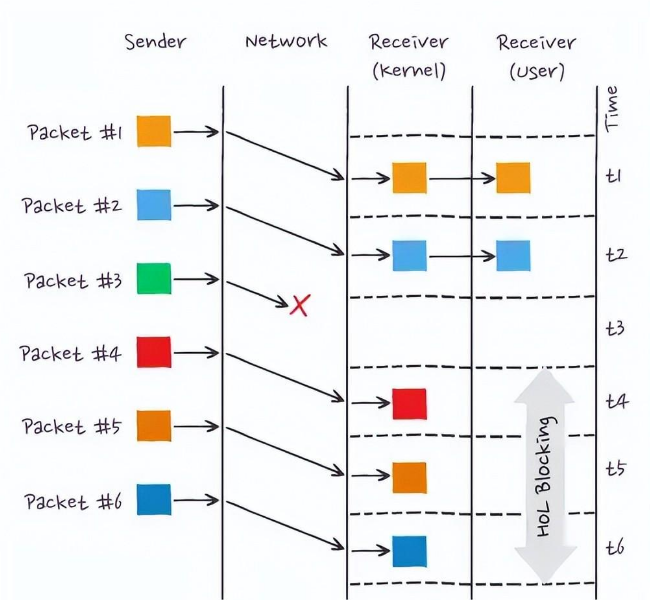 Sender
Network
Receiver
(kernel)
Receiver
(user)
Time
Packet #1
t1
Packet #2
t2
Packet #3
t3
Packet #4
t4
Packet #5
t5
Packet #6
t6
HOL Blocking